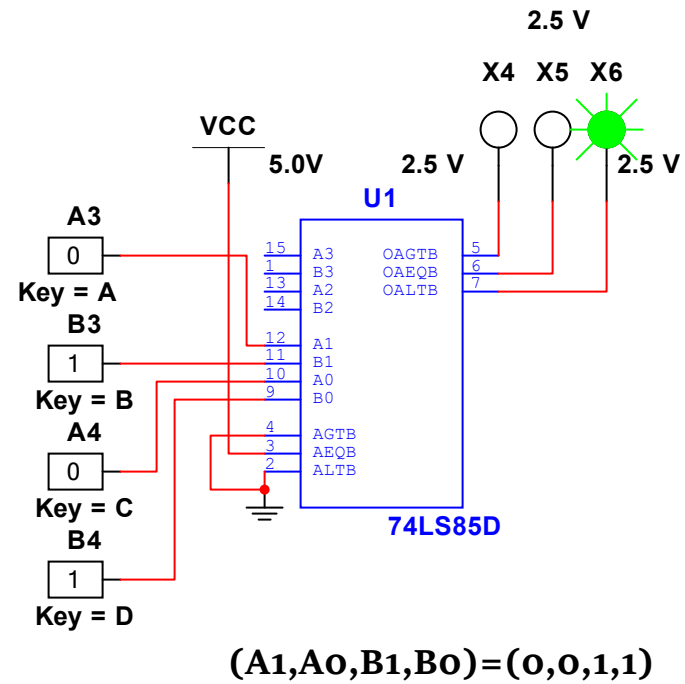 2.5 V
X4 X5 X6
VCC
5.0V 2.5 V 2.5 V
U1
A3
0
Key = A
B3
1
Key = B
A4
0
Key = C
B4
1
Key = D
15 A3 OAGTB 5
1 B3 OAEQB 6
13 A2 OALTB 7
14 B2
12 A1
11 B1
10 A0
9 B0
4 AGTB
3 AEQB
2 ALTB
74LS85D
(A1,A0,B1,B0)=(0,0,1,1)